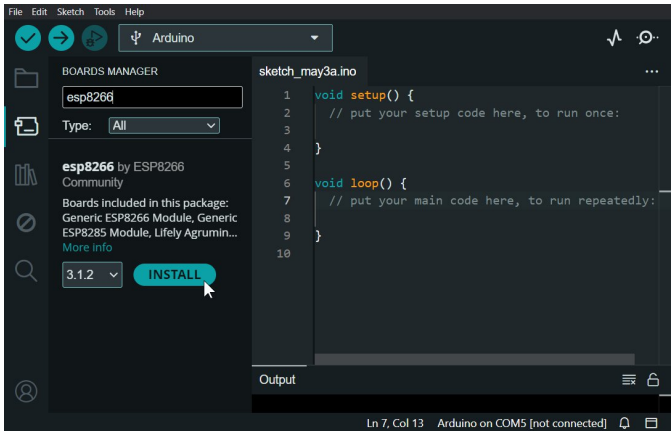 File Edit Sketch Tools Help
Arduino
BOARDS MANAGER
esp8266
Type: All
esp8266 by ESP8266
Community
Boards included in this package:
Generic ESP8266 Module, Generic
ESP8285 Module, Lifely Agrumin...
More info
3.1.2 INSTALL
sketch_may3a.ino
1 void setup() {
2 // put your setup code here, to run once:
3
4 }
5
6 void loop() {
7 // put your main code here, to run repeatedly:
8
9 }
10
Output
Ln 7, Col 13 Arduino on COM5 [not connected]